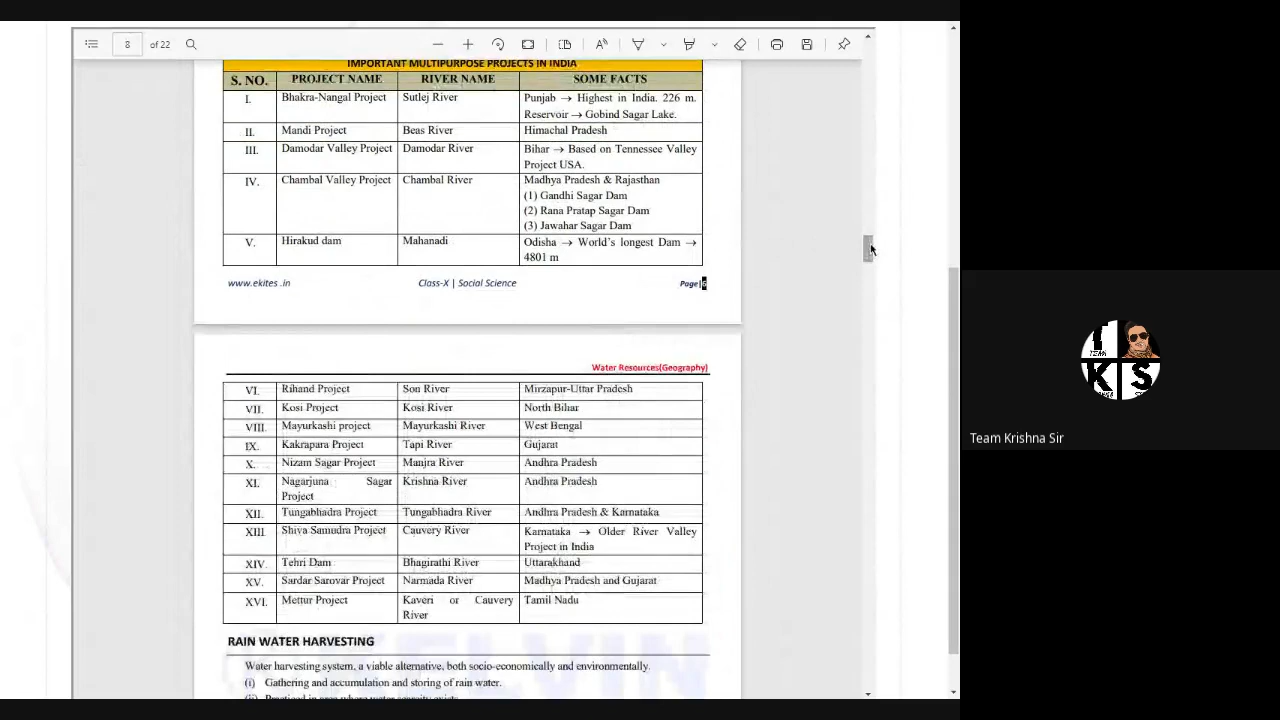 8 of 22
IMPORTANT MULTIPURPOSE PROJECTS IN INDIA
S. NO. PROJECT NAME RIVER NAME SOME FACTS
I. Bhakra-Nangal Project Sutlej River Punjab → Highest in India. 226 m.
Reservoir → Gobind Sagar Lake.
II. Mandi Project Beas River Himachal Pradesh
III. Damodar Valley Project Damodar River Bihar → Based on Tennessee Valley
Project USA.
IV. Chambal Valley Project Chambal River Madhya Pradesh & Rajasthan
(1) Gandhi Sagar Dam
(2) Rana Pratap Sagar Dam
(3) Jawahar Sagar Dam
V. Hirakud dam Mahanadi Odisha → World's longest Dam →
4801 m
www.ekites .in Class-X | Social Science Page|
Water Resources(Geography)
VI. Rihand Project Son River Mirzapur-Uttar Pradesh
VII. Kosi Project Kosi River North Bihar
VIII. Mayurkashi project Mayurkashi River West Bengal
IX. Kakrapara Project Tapi River Gujarat
X. Nizam Sagar Project Manjra River Andhra Pradesh
XI. Nagarjuna Sagar Krishna River Andhra Pradesh
Project
XII. Tungabhadra Project Tungabhadra River Andhra Pradesh & Karnataka
XIII. Shiva Samudra Project Cauvery River Karnataka → Older River Valley
Project in India
XIV. Tehri Dam Bhagirathi River Uttarakhand
XV. Sardar Sarovar Project Narmada River Madhya Pradesh and Gujarat
XVI. Mettur Project Kaveri or Cauvery Tamil Nadu
River
RAIN WATER HARVESTING
Water harvesting system, a viable alternative, both socio-economically and environmentally.
(i) Gathering and accumulation and storing of rain water.
(ii) Practiced in area where water scarcity exists.
TEAM
K S
Team Krishna Sir